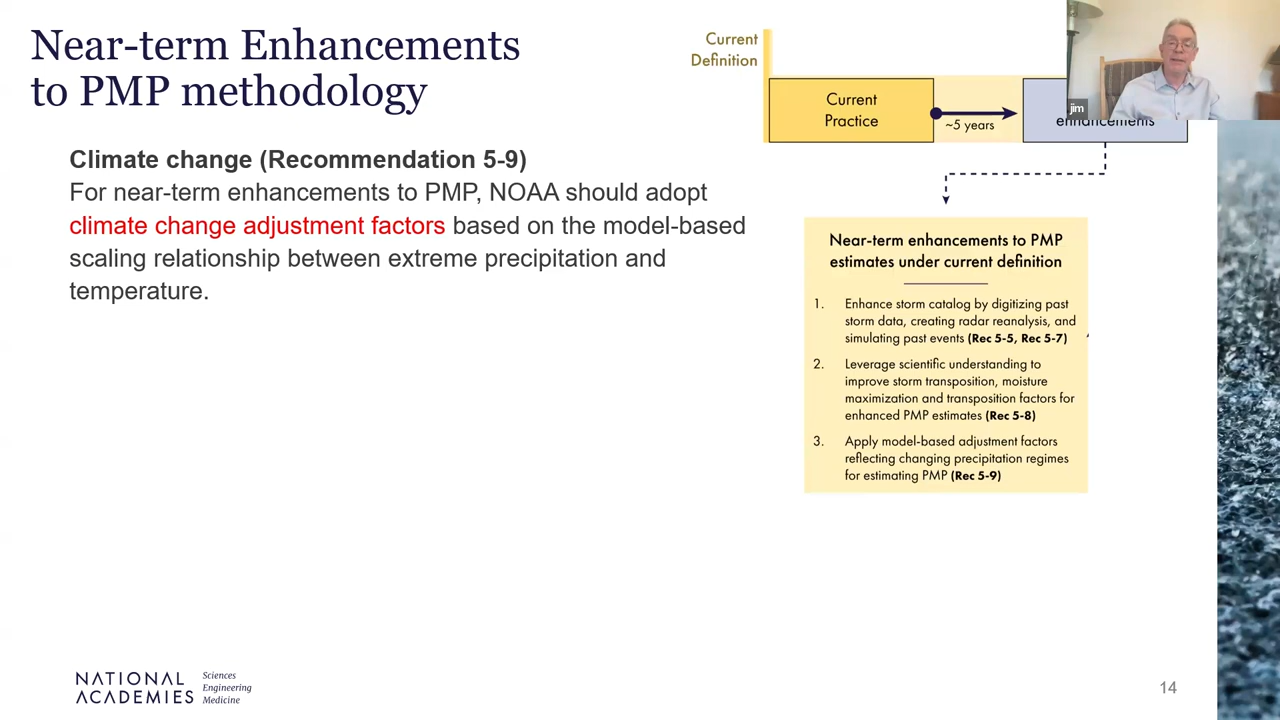 Near-term Enhancements
to PMP methodology
Climate change (Recommendation 5-9)
For near-term enhancements to PMP, NOAA should adopt
climate change adjustment factors based on the model-based
scaling relationship between extreme precipitation and
temperature.
Current
Definition
Current
Practice
~5 years
enhancements
jim
Near-term enhancements to PMP
estimates under current definition
1. Enhance storm catalog by digitizing past
storm data, creating radar reanalysis, and
simulating past events (Rec 5-5, Rec 5-7)
2. Leverage scientific understanding to
improve storm transposition, moisture
maximization and transposition factors for
enhanced PMP estimates (Rec 5-8)
3. Apply model-based adjustment factors
reflecting changing precipitation regimes
for estimating PMP (Rec 5-9)
NATIONAL
ACADEMIES
Sciences
Engineering
Medicine
14